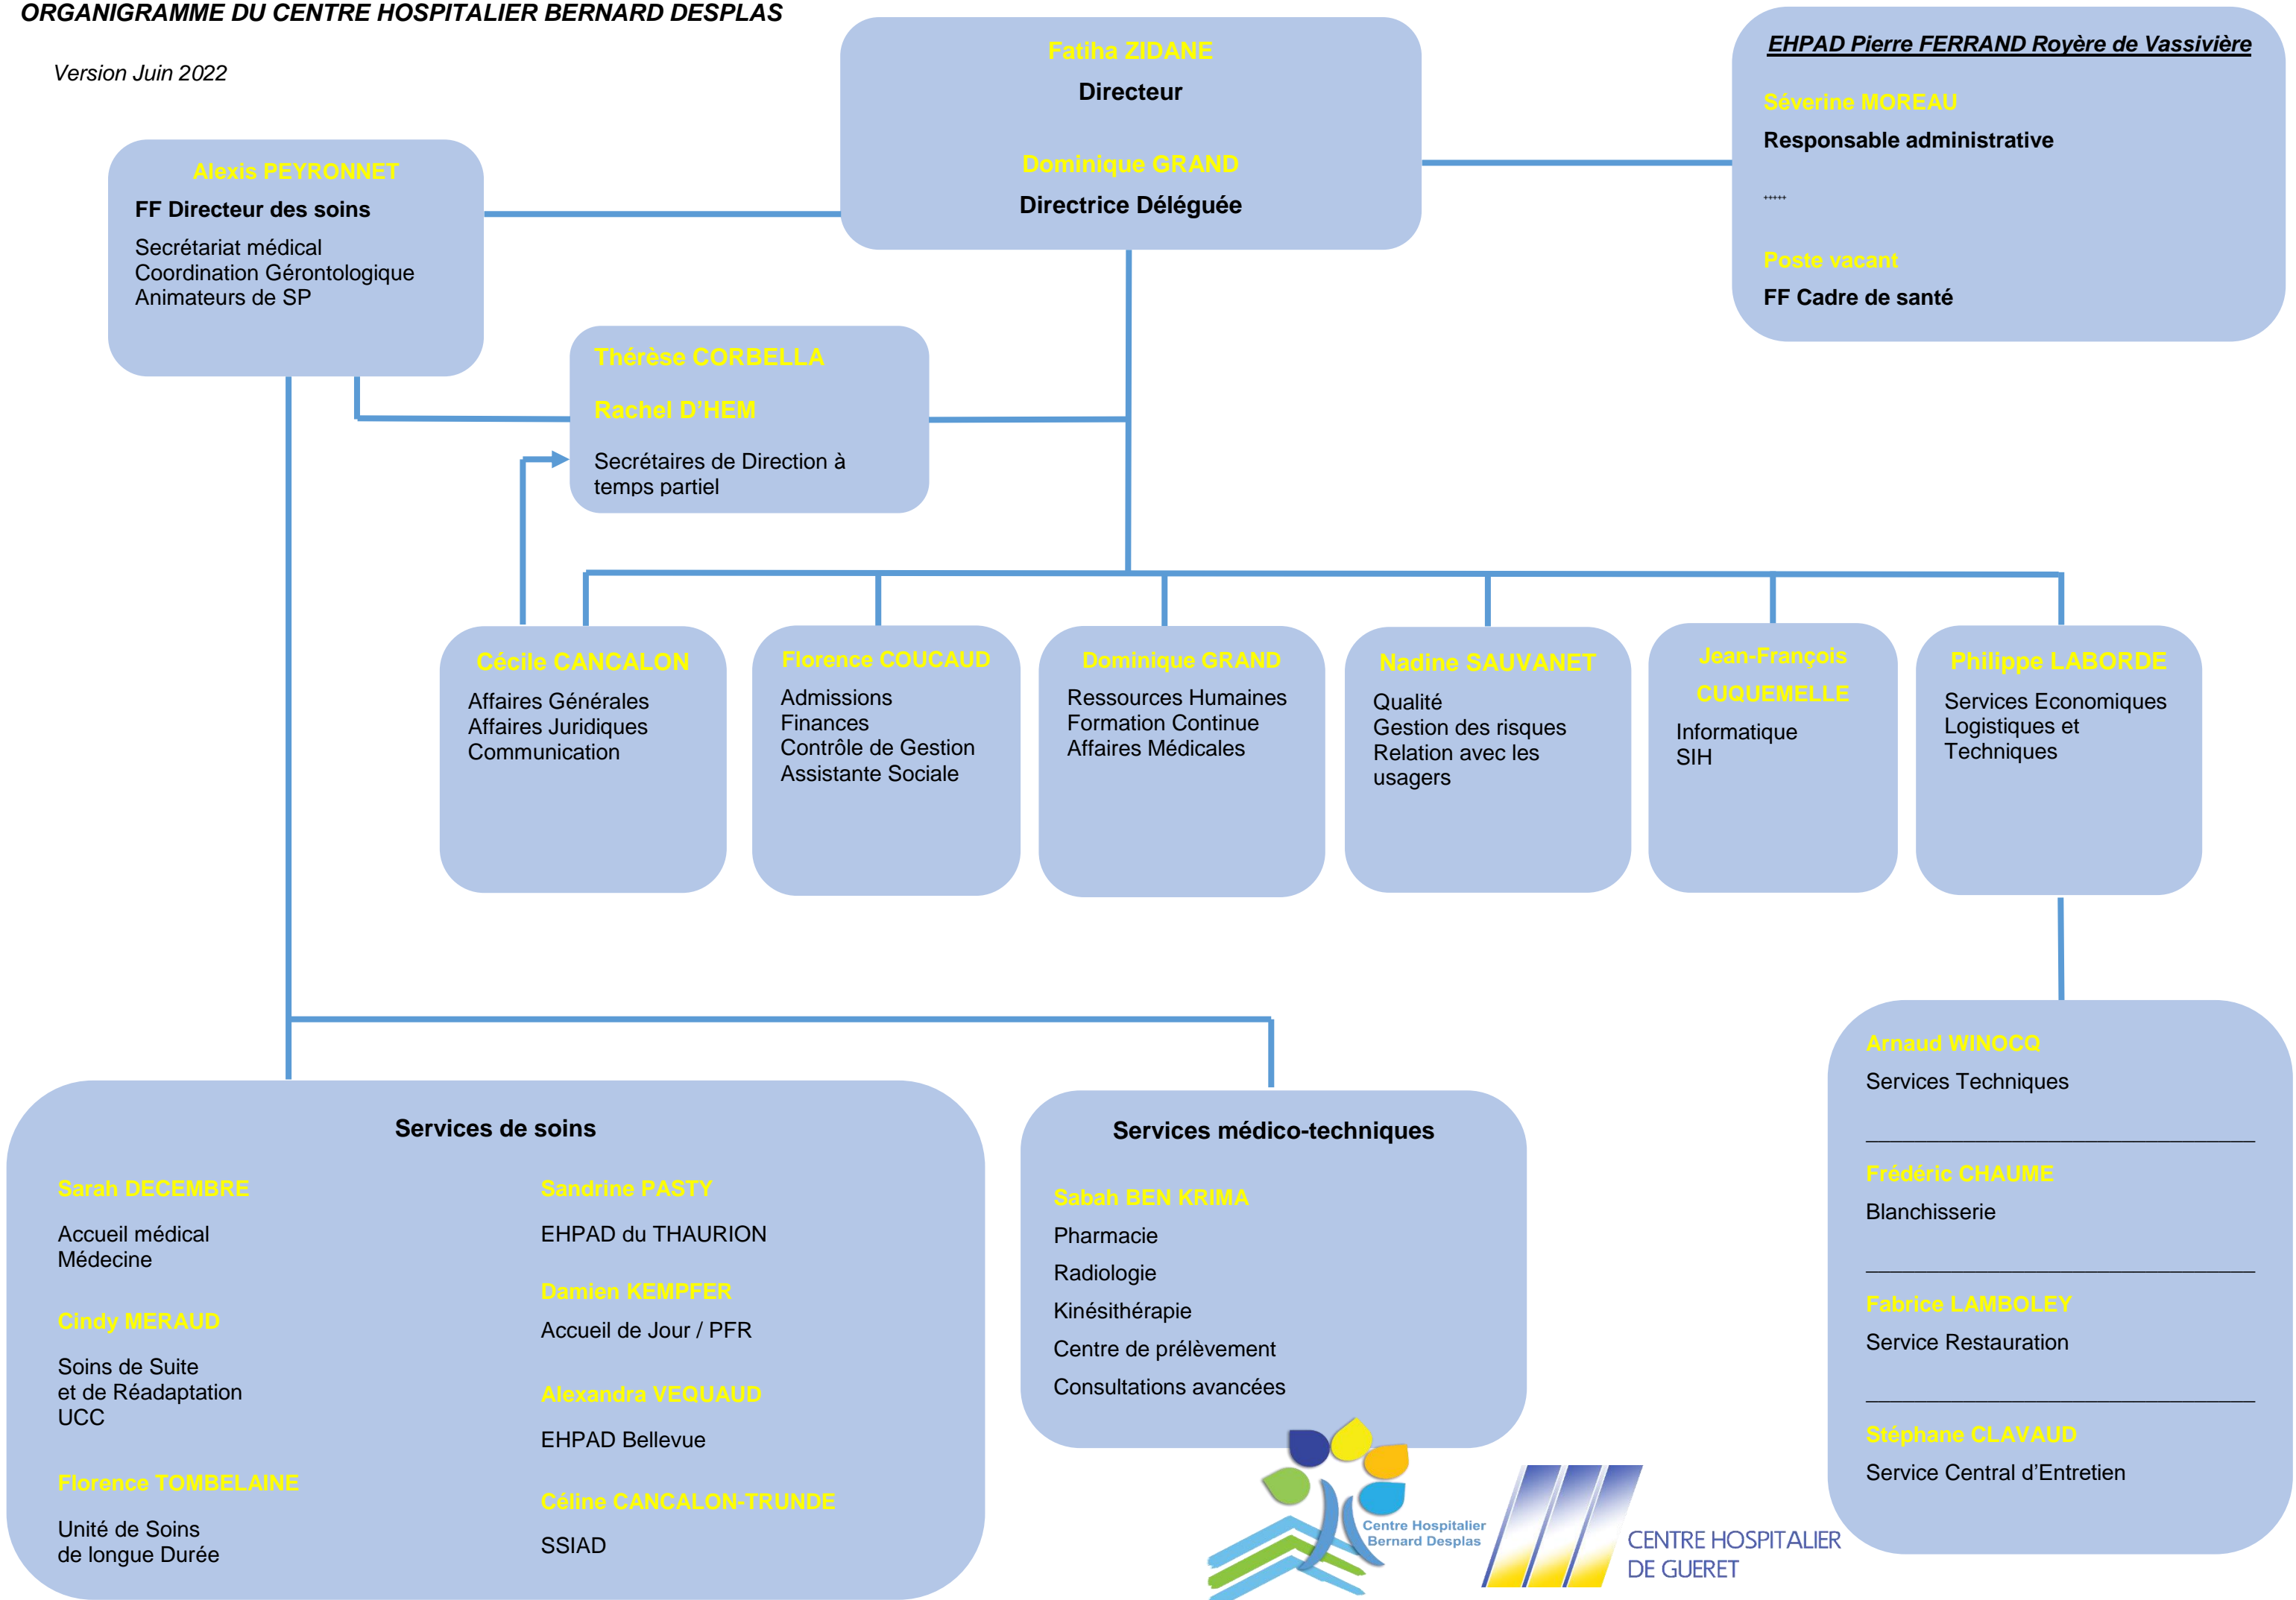 ORGANIGRAMME DU CENTRE HOSPITALIER BERNARD DESPLAS
Version Juin 2022
Fatiha ZIDANE
Directeur
Dominique GRAND
Directrice Déléguée
EHPAD Pierre FERRAND Royère de Vassivière
Séverine MOREAU
Responsable administrative
+++++
Poste vacant
FF Cadre de santé
Alexis PEYRONNET
FF Directeur des soins
Secrétariat médical
Coordination Gérontologique
Animateurs de SP
Thérèse CORBELLA
Rachel D’HEM
Secrétaires de Direction à
temps partiel
Cécile CANCALON
Affaires Générales
Affaires Juridiques
Communication
Florence COUCAUD
Admissions
Finances
Contrôle de Gestion
Assistante Sociale
Dominique GRAND
Ressources Humaines
Formation Continue
Affaires Médicales
Nadine SAUVANET
Qualité
Gestion des risques
Relation avec les
usagers
Jean-François
CUQUEMELLE
Informatique
SIH
Philippe LABORDE
Services Economiques
Logistiques et
Techniques
Services de soins
Sarah DECEMBRE
Accueil médical
Médecine
Cindy MERAUD
Soins de Suite
et de Réadaptation
UCC
Florence TOMBELAINE
Unité de Soins
de longue Durée
Sandrine PASTY
EHPAD du THAURION
Damien KEMPFER
Accueil de Jour / PFR
Alexandra VEQUAUD
EHPAD Bellevue
Céline CANCALON-TRUNDE
SSIAD
Services médico-techniques
Sabah BEN KRIMA
Pharmacie
Radiologie
Kinésithérapie
Centre de prélèvement
Consultations avancées
Arnaud WINOCQ
Services Techniques
Frédéric CHAUME
Blanchisserie
Fabrice LAMBOLEY
Service Restauration
Stéphane CLAVAUD
Service Central d’Entretien
Centre Hospitalier
Bernard Desplas
CENTRE HOSPITALIER
DE GUERET